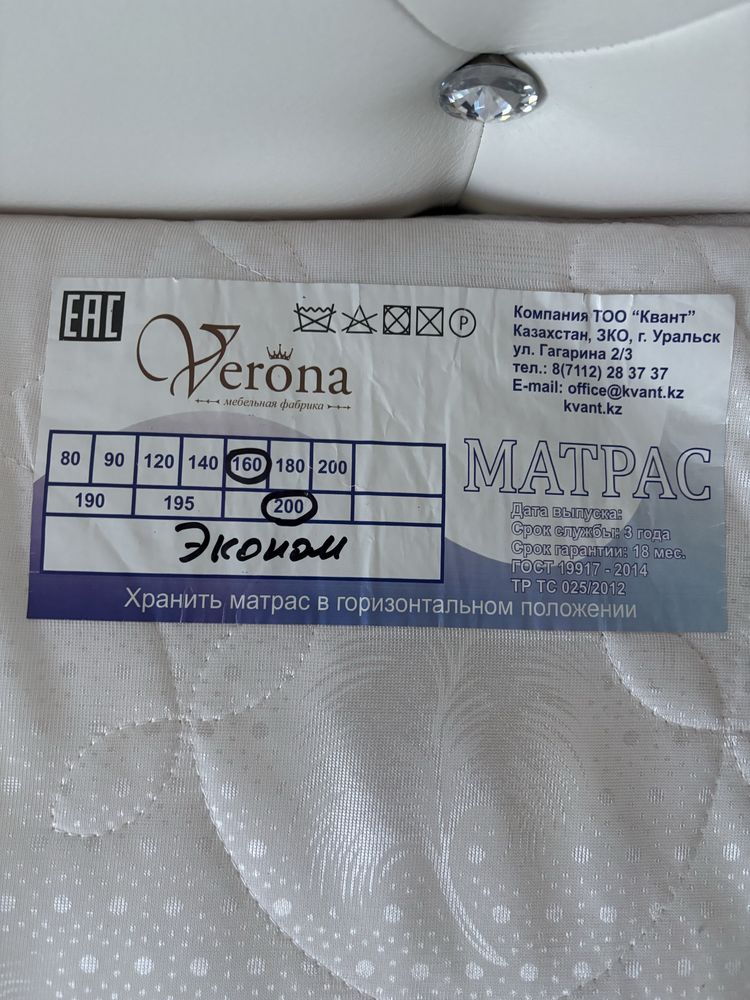 EAC
Verona
мебельная фабрика
P
Компания ТОО “Квант”
Казахстан, ЗКО, г. Уральск
ул. Гагарина 2/3
тел.: 8(7112) 28 37 37
E-mail: office@kvant.kz
kvant.kz
80 90 120 140 160 180 200
190 195 200
Эконом
МАТРАС
Дата выпуска:
Срок службы: 3 года
Срок гарантии: 18 мес.
ГОСТ 19917 - 2014
ТР ТС 025/2012
Хранить матрас в горизонтальном положении